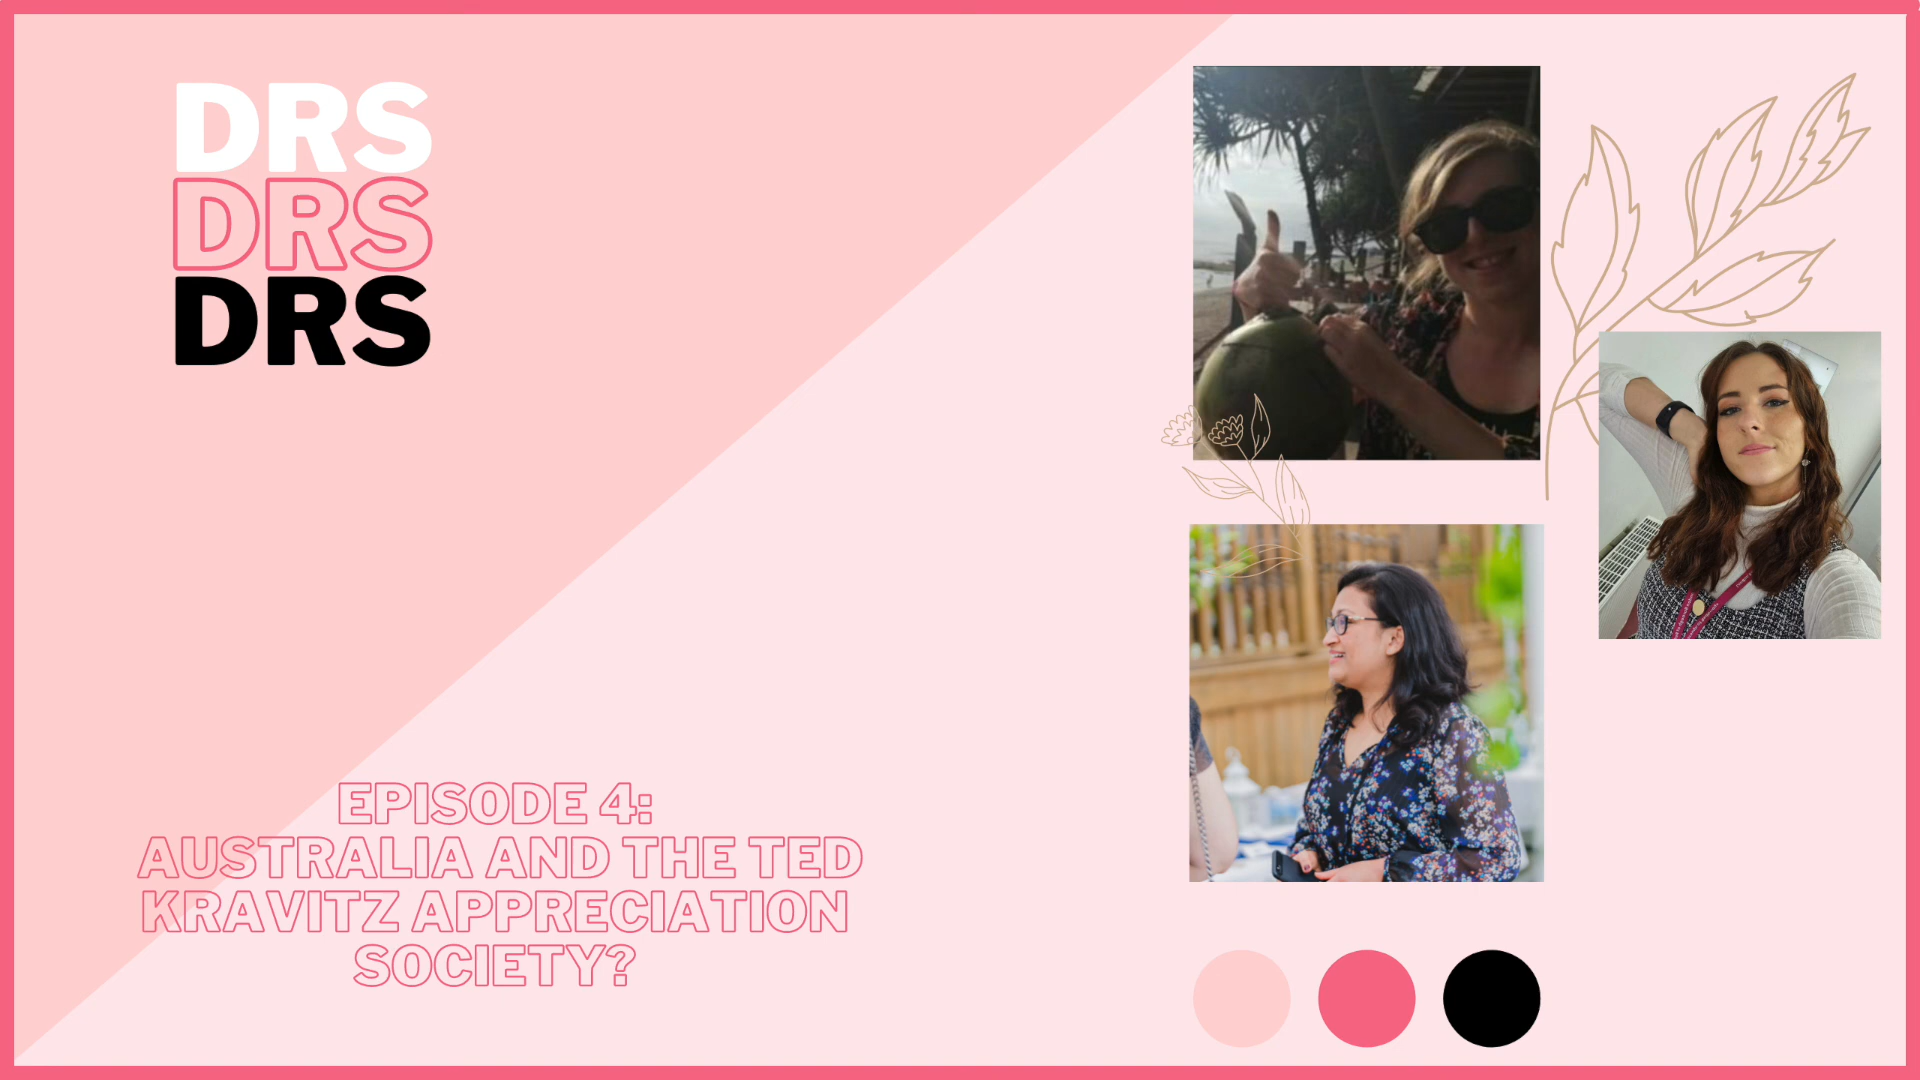 DRS
DRS
DRS
EPISODE 4:
AUSTRALIA AND THE TED
KRAVITZ APPRECIATION
SOCIETY?